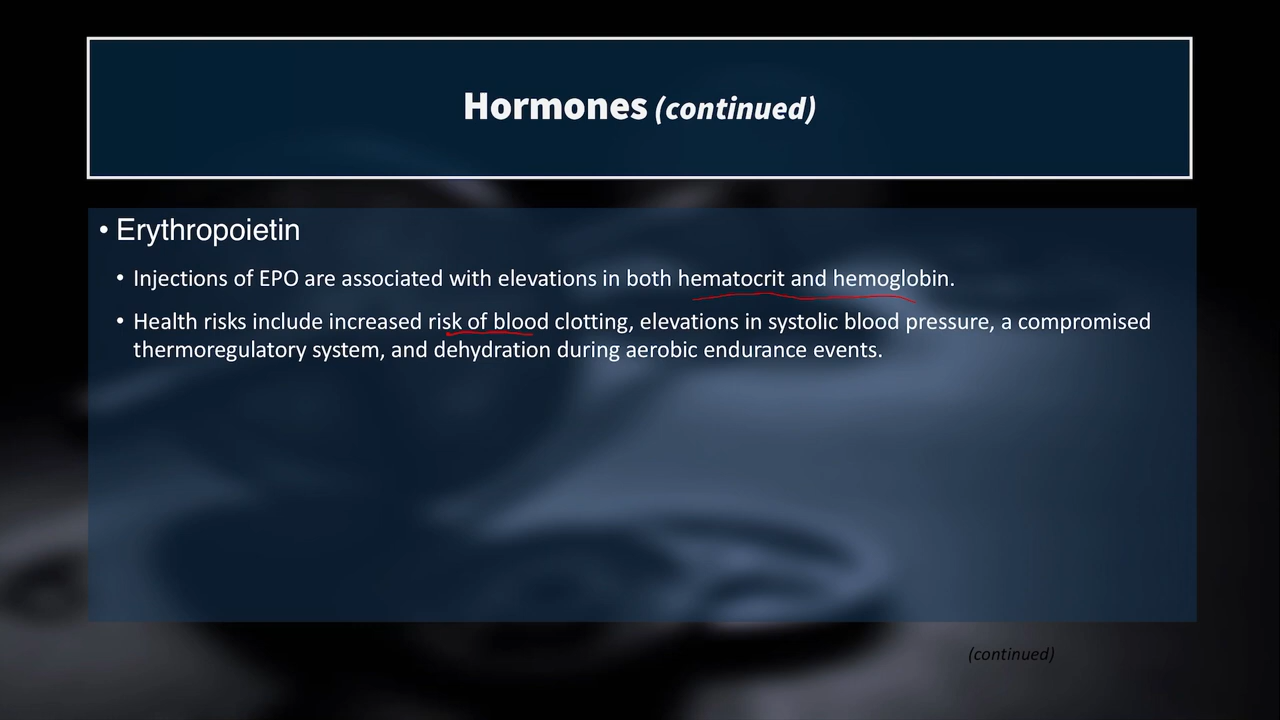 Hormones (continued)
• Erythropoietin
• Injections of EPO are associated with elevations in both hematocrit and hemoglobin.
• Health risks include increased risk of blood clotting, elevations in systolic blood pressure, a compromised
thermoregulatory system, and dehydration during aerobic endurance events.
(continued)